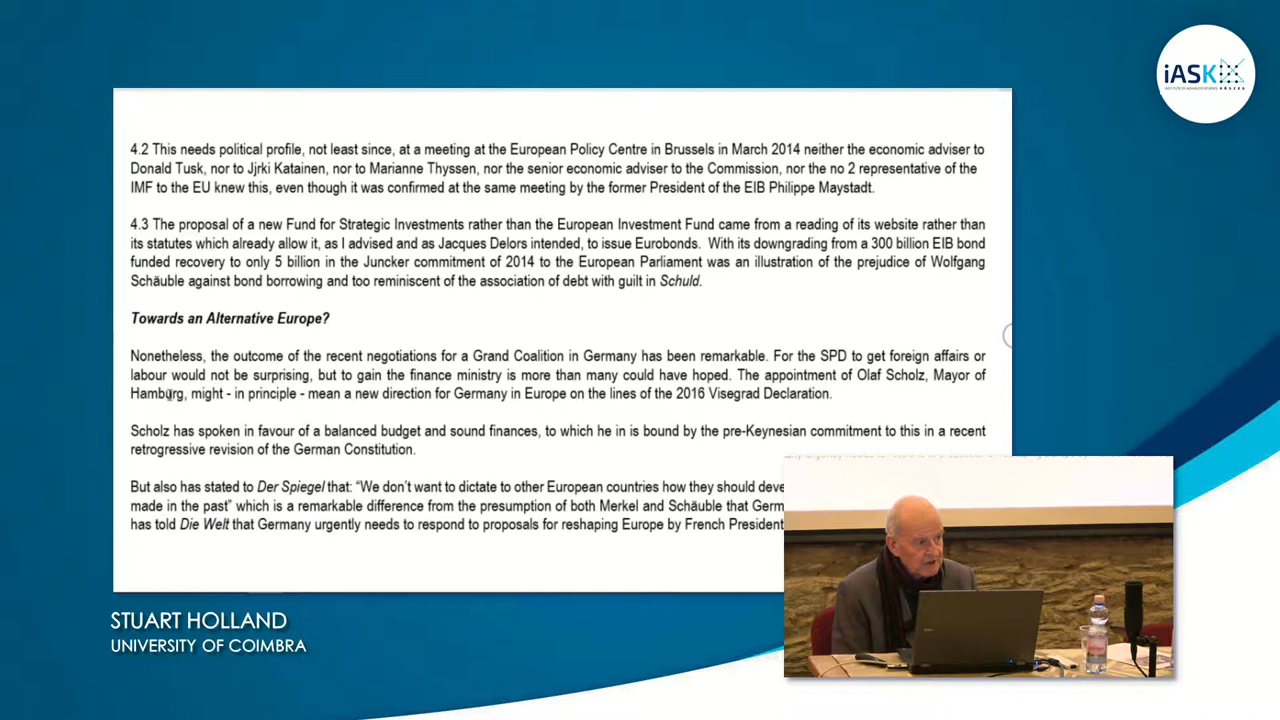 iASK
INSTITUTE OF ADVANCED STUDIES KŐSZEG
4.2 This needs political profile, not least since, at a meeting at the European Policy Centre in Brussels in March 2014 neither the economic adviser to
Donald Tusk, nor to Jjrki Katainen, nor to Marianne Thyssen, nor the senior economic adviser to the Commission, nor the no 2 representative of the
IMF to the EU knew this, even though it was confirmed at the same meeting by the former President of the EIB Philippe Maystadt.
4.3 The proposal of a new Fund for Strategic Investments rather than the European Investment Fund came from a reading of its website rather than
its statutes which already allow it, as I advised and as Jacques Delors intended, to issue Eurobonds. With its downgrading from a 300 billion EIB bond
funded recovery to only 5 billion in the Juncker commitment of 2014 to the European Parliament was an illustration of the prejudice of Wolfgang
Schäuble against bond borrowing and too reminiscent of the association of debt with guilt in Schuld.
Towards an Alternative Europe?
Nonetheless, the outcome of the recent negotiations for a Grand Coalition in Germany has been remarkable. For the SPD to get foreign affairs or
labour would not be surprising, but to gain the finance ministry is more than many could have hoped. The appointment of Olaf Scholz, Mayor of
Hamburg, might - in principle - mean a new direction for Germany in Europe on the lines of the 2016 Visegrad Declaration.
Scholz has spoken in favour of a balanced budget and sound finances, to which he in is bound by the pre-Keynesian commitment to this in a recent
retrogressive revision of the German Constitution.
But also has stated to Der Spiegel that: “We don’t want to dictate to other European countries how they should deve
made in the past” which is a remarkable difference from the presumption of both Merkel and Schäuble that Germ
has told Die Welt that Germany urgently needs to respond to proposals for reshaping Europe by French President
STUART HOLLAND
UNIVERSITY OF COIMBRA